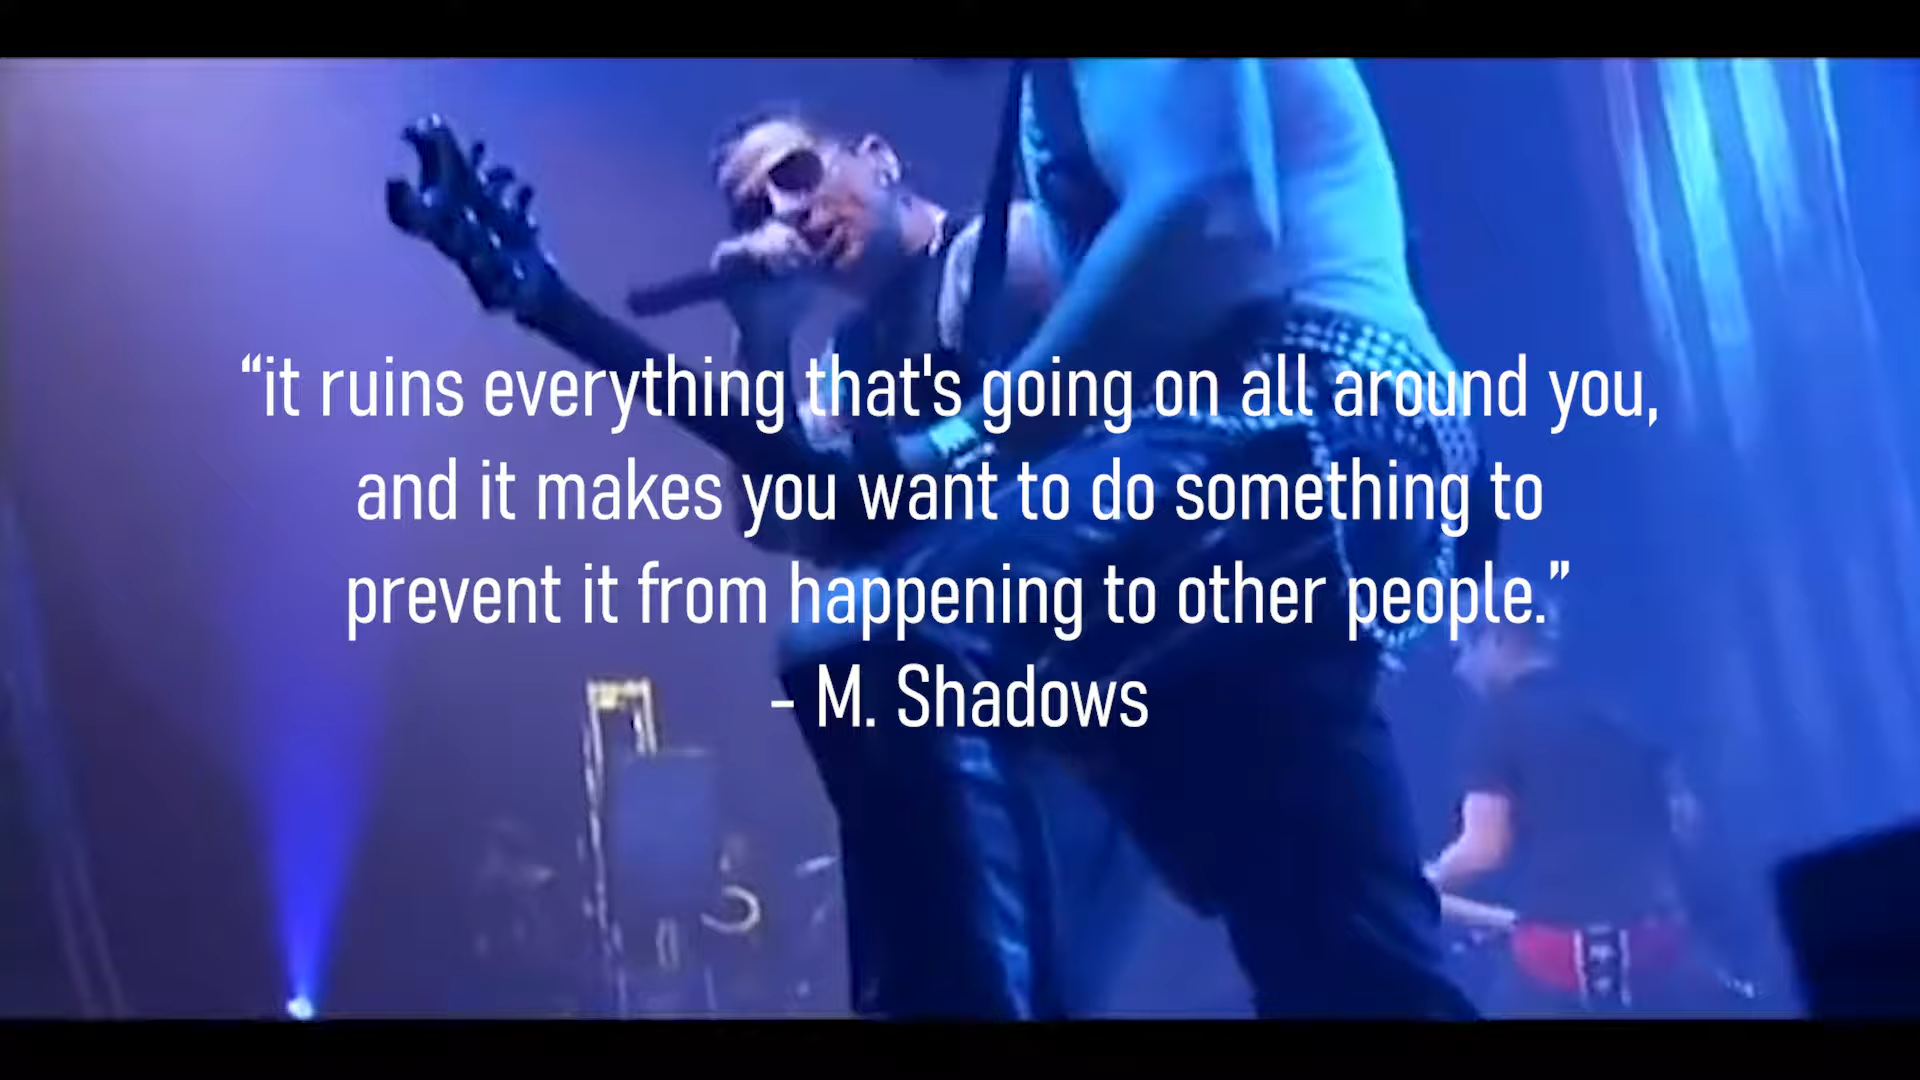 “it ruins everything that's going on all around you,
and it makes you want to do something to
prevent it from happening to other people.”
- M. Shadows